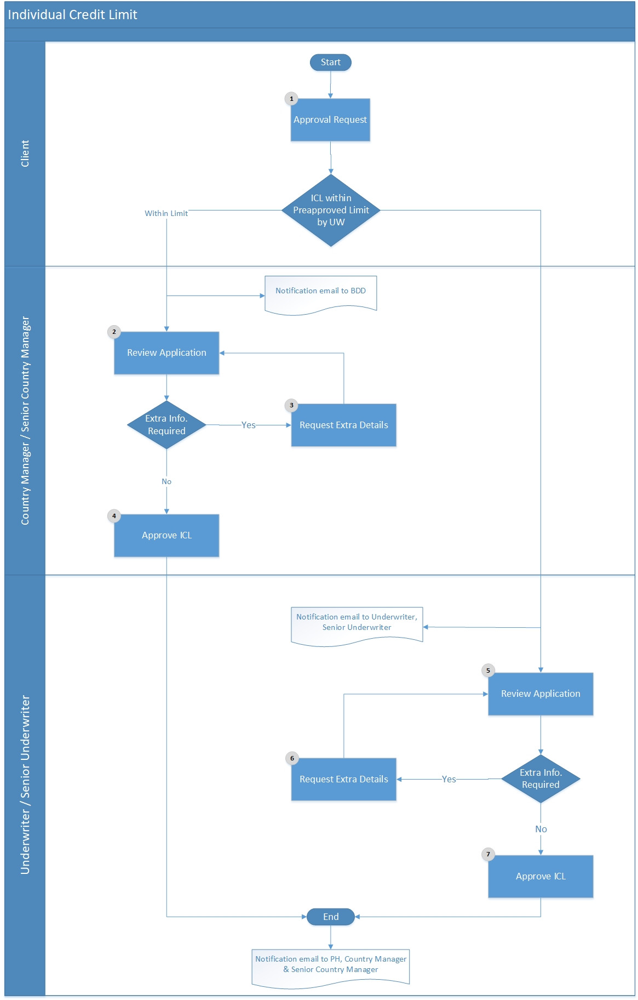 Individual Credit Limit
Client
Start
1
Approval Request
ICL within
Preapproved Limit
by UW
Within Limit
Country Manager / Senior Country Manager
Notification email to BDD
2
Review Application
3
Extra Info.
Required
Yes
Request Extra Details
No
4
Approve ICL
Underwriter / Senior Underwriter
Notification email to Underwriter,
Senior Underwriter
5
Review Application
6
Request Extra Details
Yes
Extra Info.
Required
No
7
Approve ICL
End
Notification email to PH, Country Manager
& Senior Country Manager